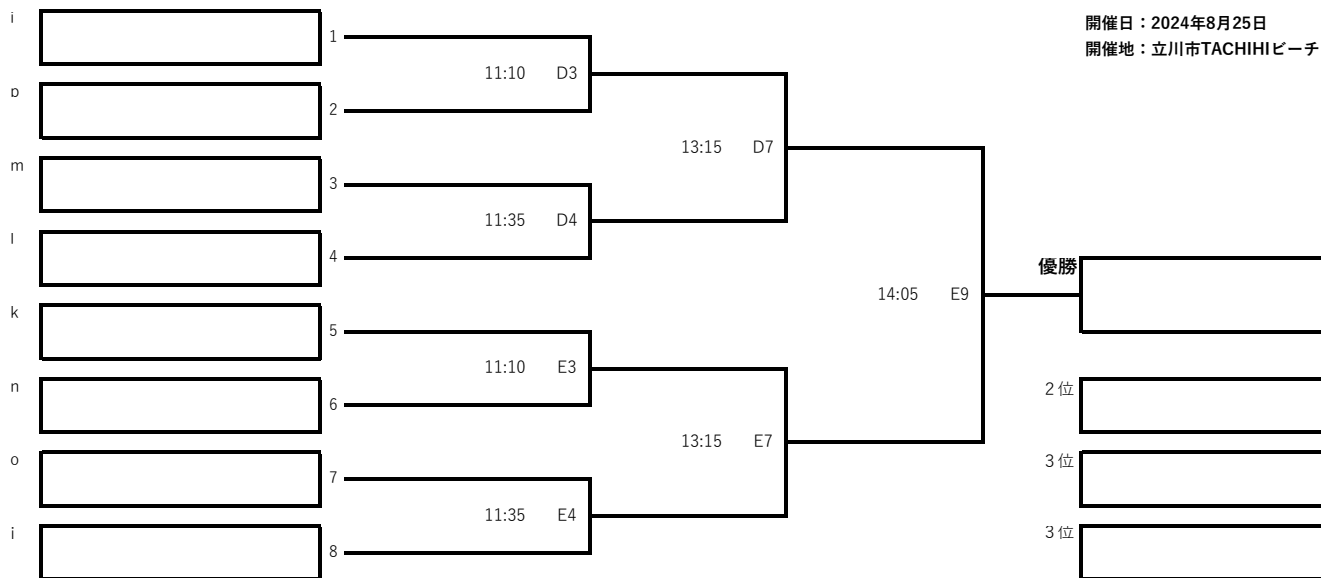 開催日：2024年8月25日
開催地：立川市TACHIHIビーチ
i
1
11:10 D3
p
2
13:15 D7
m
3
11:35 D4
l
4
優勝
14:05 E9
k
5
11:10 E3
n
6
2位
13:15 E7
o
7
3位
11:35 E4
i
8
3位